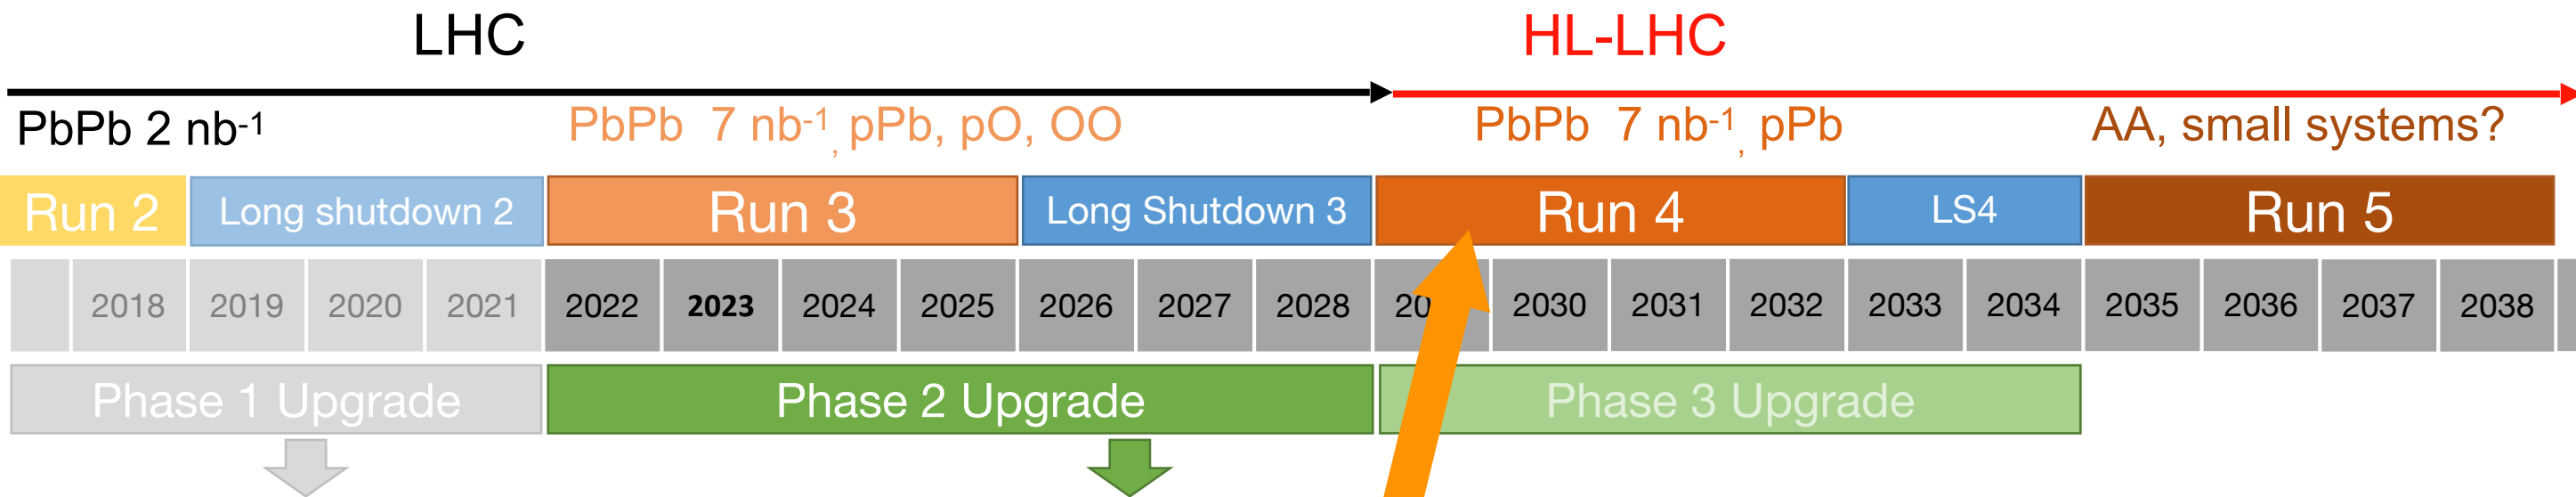 LHC HL-LHC
PbPb 2 nb-1 PbPb 7 nb-1, pPb, pO, OO PbPb 7 nb-1, pPb AA, small systems?
Run 2 Long shutdown 2 Run 3 Long Shutdown 3 Run 4 LS4 Run 5
2018 2019 2020 2021 2022 2023 2024 2025 2026 2027 2028 20 2030 2031 2032 2033 2034 2035 2036 2037 2038
Phase 1 Upgrade Phase 2 Upgrade Phase 3 Upgrade